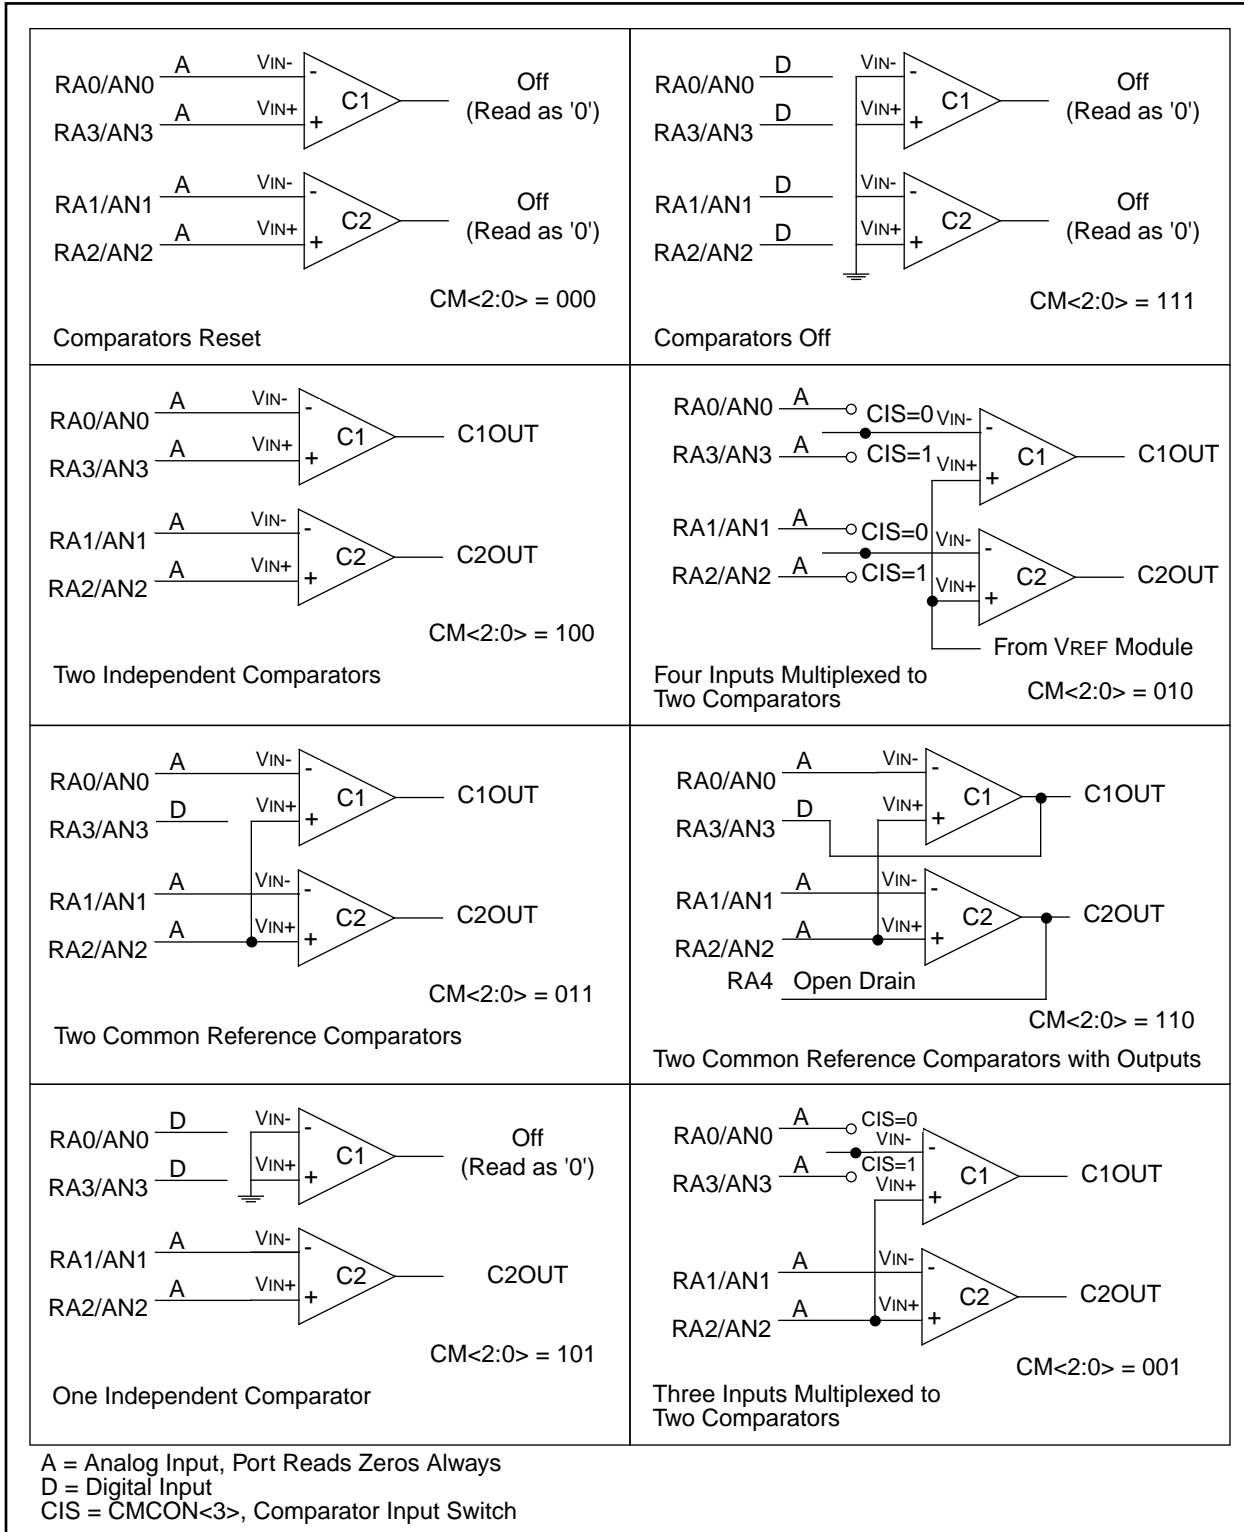 A VIN-
RA0/AN0 - Off
C1 (Read as '0')
A VIN+
RA3/AN3 +
A VIN-
RA1/AN1 - Off
C2 (Read as '0')
A VIN+
RA2/AN2 +
CM<2:0> = 000
Comparators Reset
D VIN-
RA0/AN0 - Off
C1 (Read as '0')
D VIN+
RA3/AN3 +
D VIN-
RA1/AN1 - Off
C2 (Read as '0')
D VIN+
RA2/AN2 +
CM<2:0> = 111
Comparators Off
A VIN-
RA0/AN0 -
C1 C1OUT
A VIN+
RA3/AN3 +
A VIN-
RA1/AN1 -
C2 C2OUT
A VIN+
RA2/AN2 +
CM<2:0> = 100
Two Independent Comparators
RA0/AN0 A CIS=0 VIN-
-
C1 C1OUT
RA3/AN3 A CIS=1 VIN+
+
RA1/AN1 A CIS=0 VIN-
-
C2 C2OUT
RA2/AN2 A CIS=1 VIN+
+
From VREF Module
Four Inputs Multiplexed to
Two Comparators
CM<2:0> = 010
A VIN-
RA0/AN0 -
C1 C1OUT
D VIN+
RA3/AN3 +
A VIN-
RA1/AN1 -
C2 C2OUT
A VIN+
RA2/AN2 +
CM<2:0> = 011
Two Common Reference Comparators
A VIN-
RA0/AN0 -
C1 C1OUT
D VIN+
RA3/AN3 +
A VIN-
RA1/AN1 -
C2 C2OUT
A VIN+
RA2/AN2 +
RA4 Open Drain
CM<2:0> = 110
Two Common Reference Comparators with Outputs
D VIN-
RA0/AN0 - Off
C1 (Read as '0')
D VIN+
RA3/AN3 +
A VIN-
RA1/AN1 -
C2 C2OUT
A VIN+
RA2/AN2 +
CM<2:0> = 101
One Independent Comparator
A CIS=0
RA0/AN0 VIN-
-
C1 C1OUT
A CIS=1
RA3/AN3 VIN+
+
A VIN-
RA1/AN1 -
C2 C2OUT
A VIN+
RA2/AN2 +
CM<2:0> = 001
Three Inputs Multiplexed to
Two Comparators
A = Analog Input, Port Reads Zeros Always
D = Digital Input
CIS = CMCON<3>, Comparator Input Switch